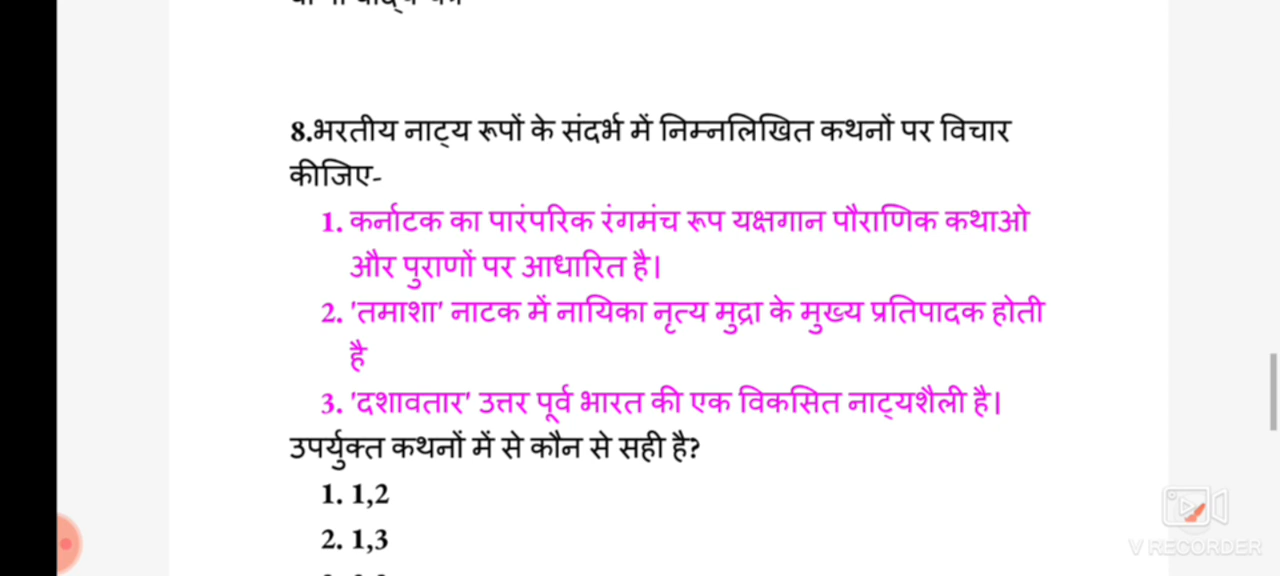 8.भरतीय नाट्य रूपों के संदर्भ में निम्नलिखित कथनों पर विचार
कीजिए-
1. कर्नाटक का पारंपरिक रंगमंच रूप यक्षगान पौराणिक कथाओ
और पुराणों पर आधारित है।
2. 'तमाशा' नाटक में नायिका नृत्य मुद्रा के मुख्य प्रतिपादक होती
है
3. 'दशावतार' उत्तर पूर्व भारत की एक विकसित नाट्यशैली है।
उपर्युक्त कथनों में से कौन से सही है?
1. 1,2
2. 1,3
V RECORDER